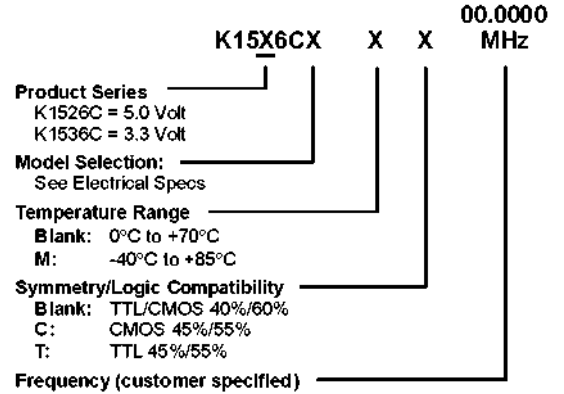 00.0000
K15X6CX X X MHz
Product Series
K1526C = 5.0 Volt
K1536C = 3.3 Volt
Model Selection:
See Electrical Specs
Temperature Range
Blank: 0°C to +70°C
M: -40°C to +85°C
Symmetry/Logic Compatibility
Blank: TTL/CMOS 40%/60%
C: CMOS 45%/55%
T: TTL 45%/55%
Frequency (customer specified)